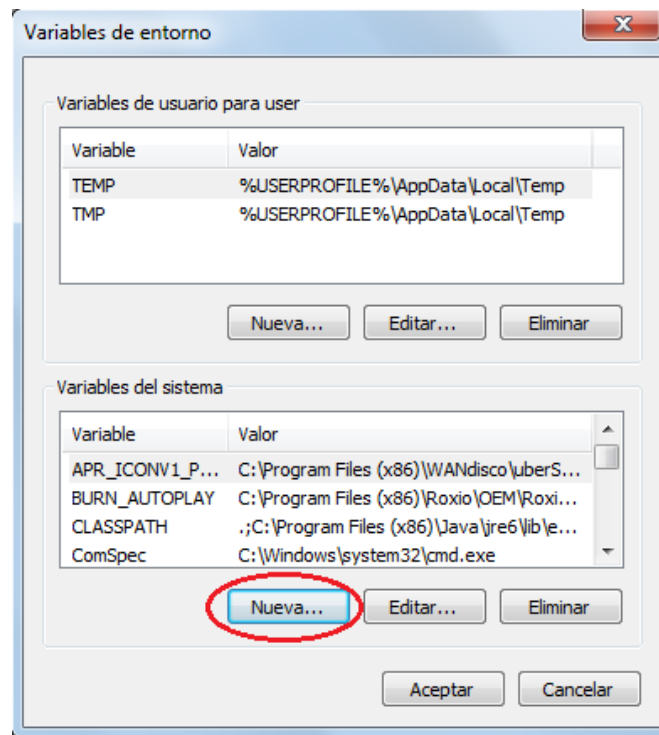 Variables de entorno
Variables de usuario para user
Variable Valor
TEMP %USERPROFILE%\AppData\Local\Temp
TMP %USERPROFILE%\AppData\Local\Temp
Nueva... Editar... Eliminar
Variables del sistema
Variable Valor
APR_ICONV1_P... C:\Program Files (x86)\WANdisco\uberS...
BURN_AUTOPLAY C:\Program Files (x86)\Roxio\OEM\Roxi...
CLASSPATH .;C:\Program Files (x86)\Java\jre6\lib\e...
ComSpec C:\Windows\system32\cmd.exe
Nueva... Editar... Eliminar
Aceptar Cancelar